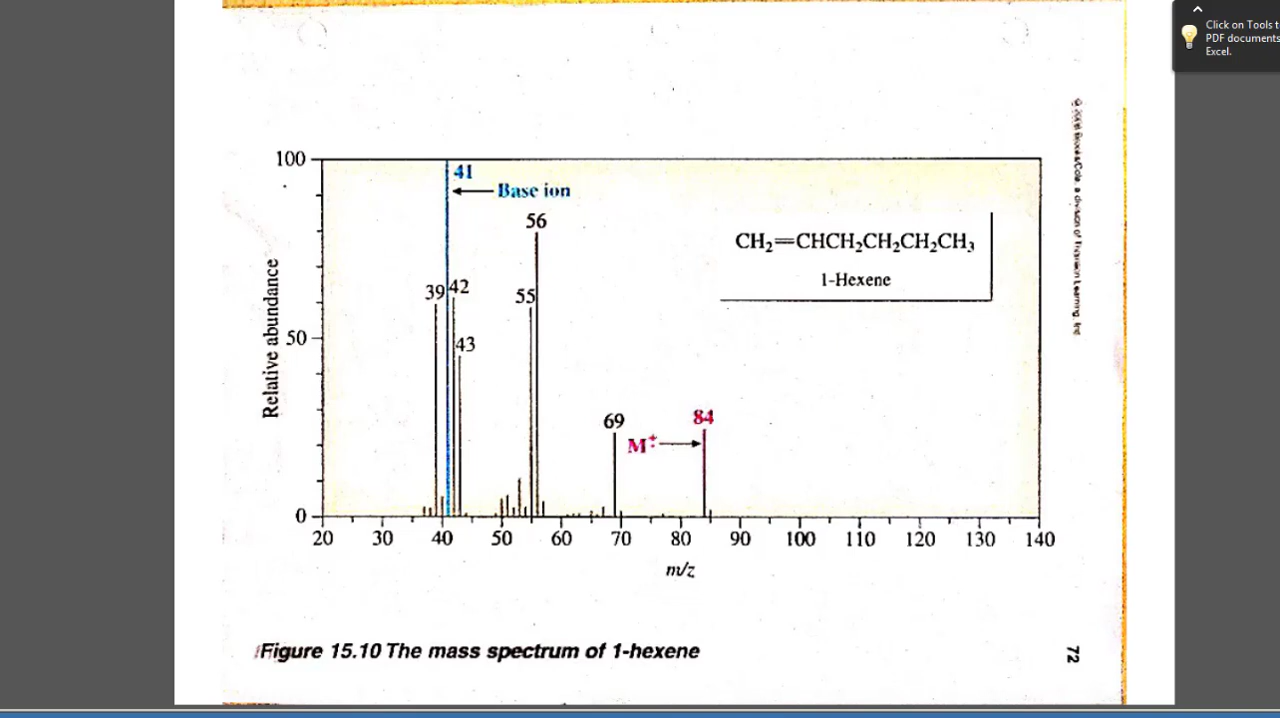 Click on Tools t
PDF documents
Excel.
100
41
Base ion
56
CH₂=CHCH₂CH₂CH₂CH₃
1-Hexene
39
42
55
50
43
Relative abundance
69
84
M⁺̇
0
20 30 40 50 60 70 80 90 100 110 120 130 140
m/z
Figure 15.10 The mass spectrum of 1-hexene
72